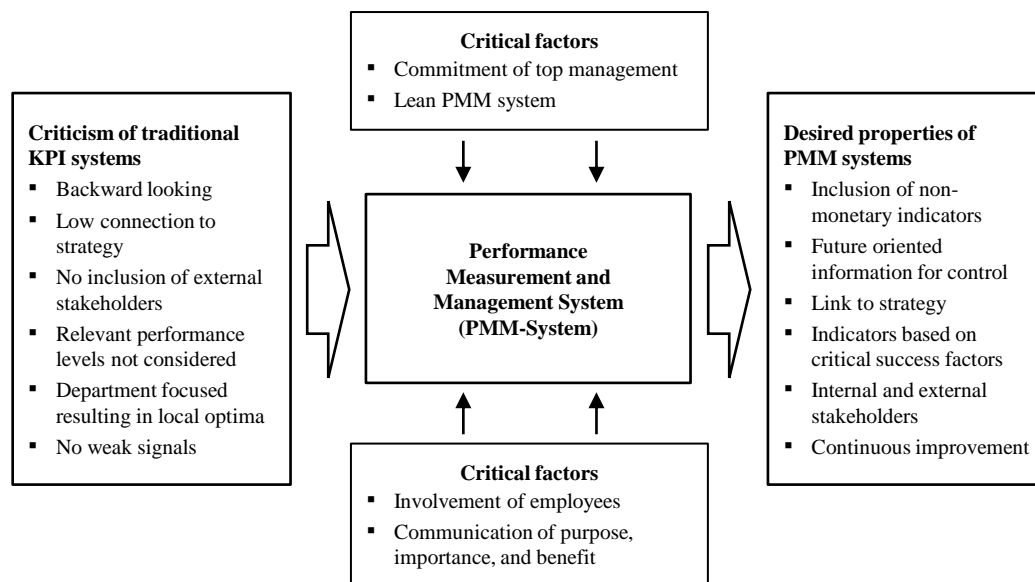 Critical factors
▪ Commitment of top management
▪ Lean PMM system
Criticism of traditional
KPI systems
▪ Backward looking
▪ Low connection to
strategy
▪ No inclusion of external
stakeholders
▪ Relevant performance
levels not considered
▪ Department focused
resulting in local optima
▪ No weak signals
Performance
Measurement and
Management System
(PMM-System)
Desired properties of
PMM systems
▪ Inclusion of non-
monetary indicators
▪ Future oriented
information for control
▪ Link to strategy
▪ Indicators based on
critical success factors
▪ Internal and external
stakeholders
▪ Continuous improvement
Critical factors
▪ Involvement of employees
▪ Communication of purpose,
importance, and benefit